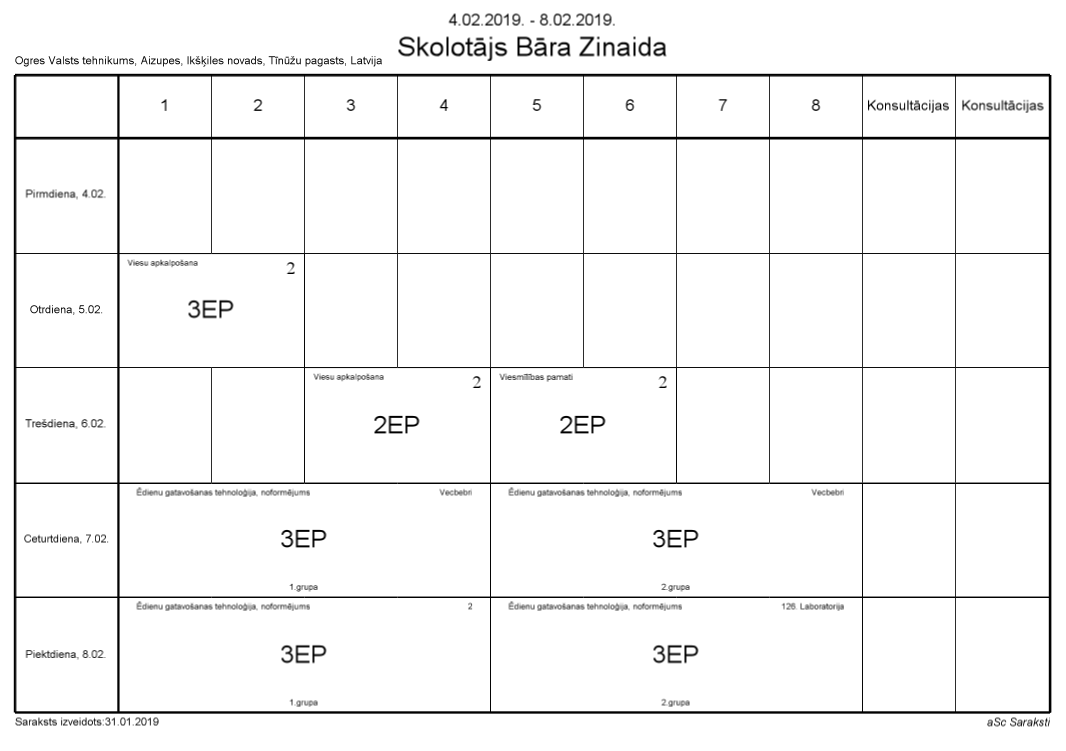 4.02.2019. - 8.02.2019.
Skolotājs Bāra Zinaida
Ogres Valsts tehnikums, Aizupes, Ikšķiles novads, Tīnūžu pagasts, Latvija
1 2 3 4 5 6 7 8 Konsultācijas Konsultācijas
Pirmdiena, 4.02.
Viesu apkalpošana 2
Otrdiena, 5.02. 3EP
Viesu apkalpošana 2 Viesmīlības pamati 2
Trešdiena, 6.02. 2EP 2EP
Ēdienu gatavošanas tehnoloģija, noformējums Vecbebri Ēdienu gatavošanas tehnoloģija, noformējums Vecbebri
Ceturtdiena, 7.02. 3EP 3EP
1.grupa 2.grupa
Ēdienu gatavošanas tehnoloģija, noformējums 2 Ēdienu gatavošanas tehnoloģija, noformējums 126. Laboratorija
Piektdiena, 8.02. 3EP 3EP
1.grupa 2.grupa
Saraksts izveidots:31.01.2019 aSc Saraksti